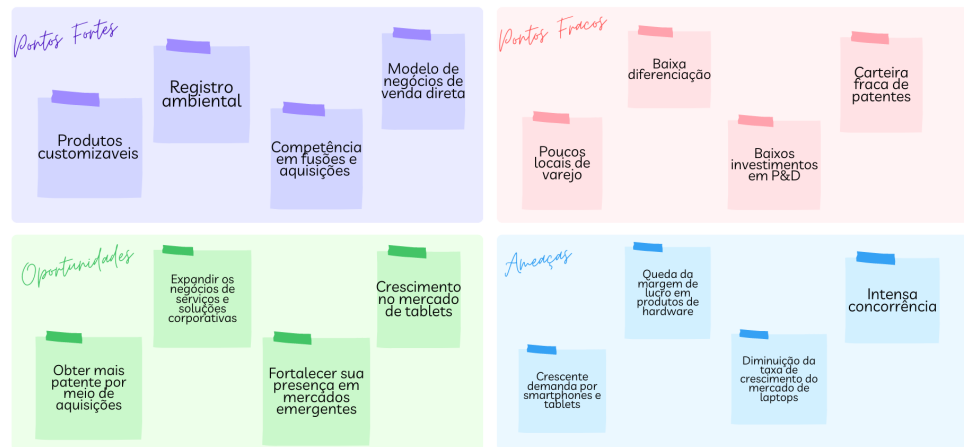 Pontos Fortes
Produtos
customizaveis
Registro
ambiental
Competência
em fusões e
aquisições
Modelo de
negócios de
venda direta
Pontos Fracos
Poucos
locais de
varejo
Baixa
diferenciação
Baixos
investimentos
em P&D
Carteira
fraca de
patentes
Oportunidades
Obter mais
patente por
meio de
aquisições
Expandir os
negócios de
serviços e
soluções
corporativas
Fortalecer sua
presença em
mercados
emergentes
Crescimento
no mercado
de tablets
Ameaças
Crescente
demanda por
smartphones e
tablets
Queda da
margem de
lucro em
produtos de
hardware
Diminuição da
taxa de
crescimento do
mercado de
laptops
Intensa
concorrência